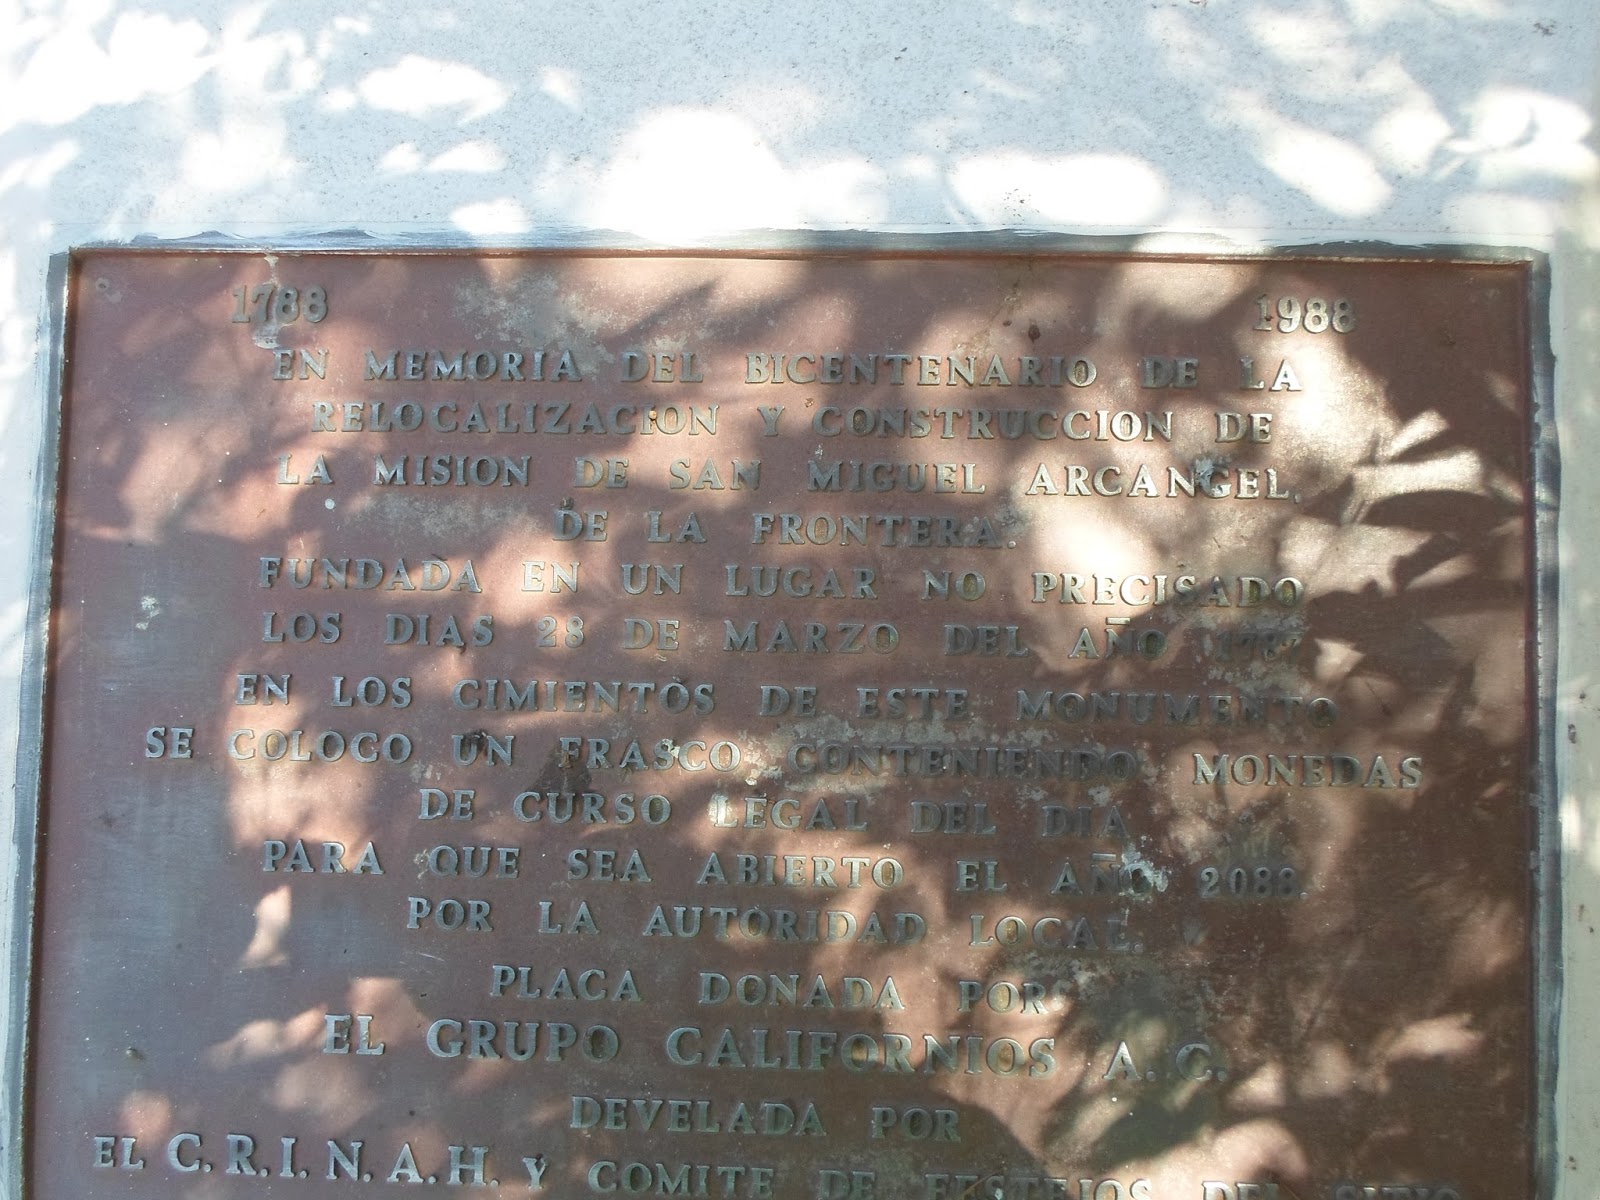 1788 1988
EN MEMORIA DEL BICENTENARIO DE LA
RELOCALIZACION Y CONSTRUCCION DE
LA MISION DE SAN MIGUEL ARCANGEL,
DE LA FRONTERA.
FUNDADA EN UN LUGAR NO PRECISADO
LOS DIAS 28 DE MARZO DEL AÑO 1787
EN LOS CIMIENTOS DE ESTE MONUMENTO
SE COLOCO UN FRASCO CONTENIENDO MONEDAS
DE CURSO LEGAL DEL DIA
PARA QUE SEA ABIERTO EL AÑO 2088.
POR LA AUTORIDAD LOCAL.
PLACA DONADA POR
EL GRUPO CALIFORNIOS A.C.
DEVELADA POR
EL C.R.I.N.A.H. Y COMITE DE FESTEJOS DEL